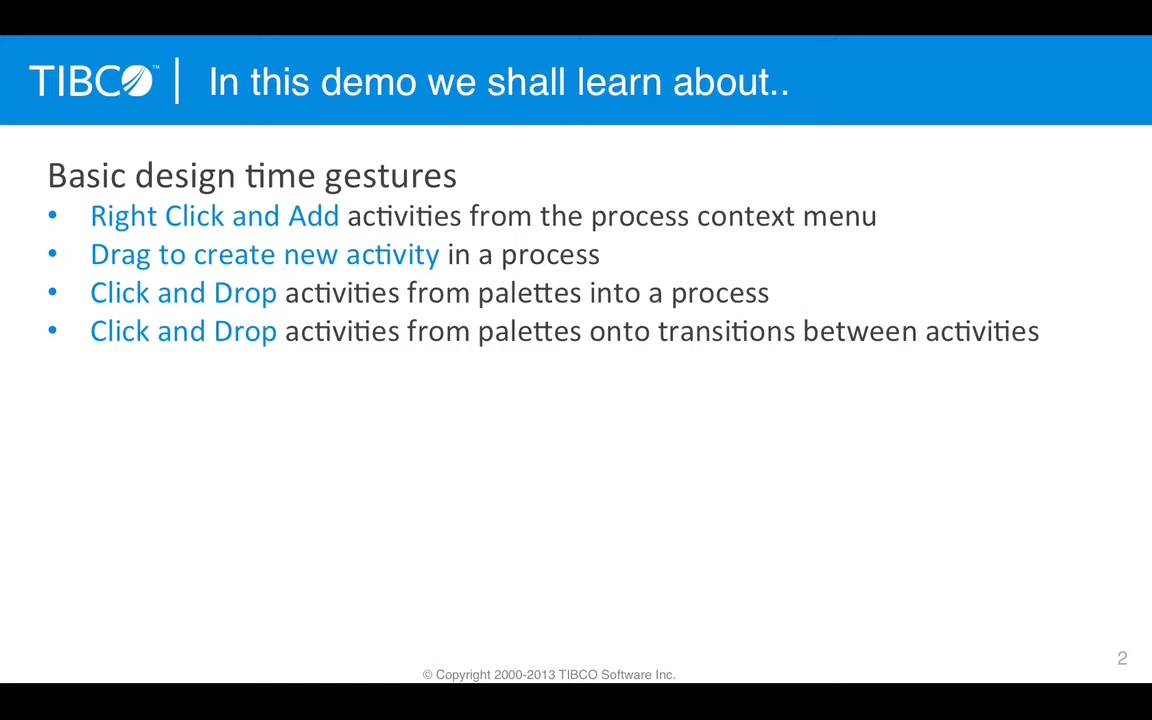 TIBCO™ | In this demo we shall learn about..
Basic design time gestures
• Right Click and Add activities from the process context menu
• Drag to create new activity in a process
• Click and Drop activities from palettes into a process
• Click and Drop activities from palettes onto transitions between activities
2
© Copyright 2000-2013 TIBCO Software Inc.